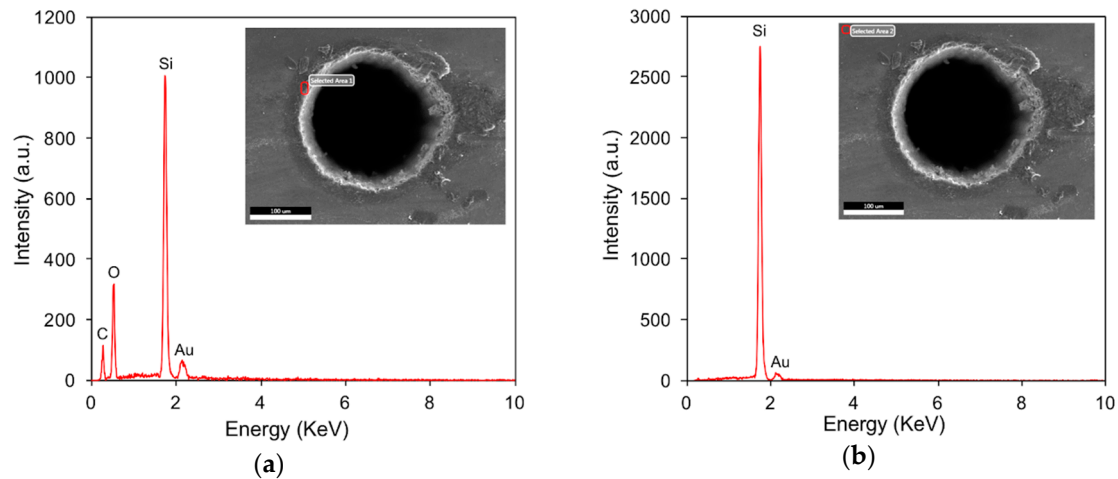 1200
1000
800
600
400
200
0
Intensity (a.u.)
Si
O
C
Au
Selected Area 1
100 um
0 2 4 6 8 10
Energy (KeV)
(a)
3000
2500
2000
1500
1000
500
0
Intensity (a.u.)
Si
Au
Selected Area 2
100 um
0 2 4 6 8 10
Energy (KeV)
(b)